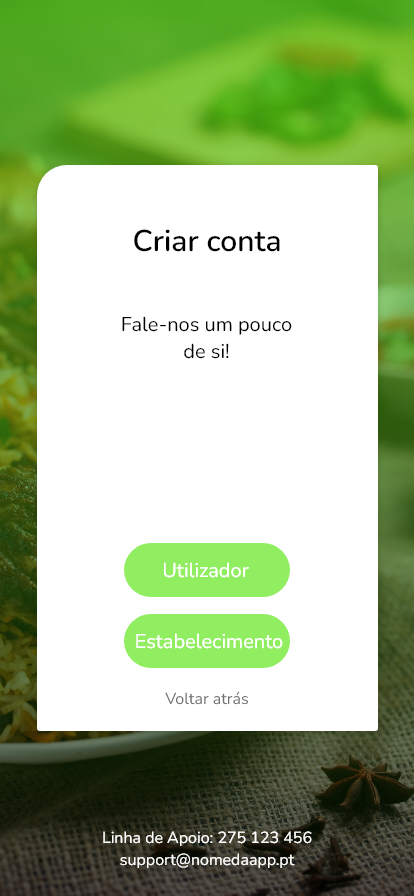 Criar conta
Fale-nos um pouco
de si!
Utilizador
Estabelecimento
Voltar atrás
Linha de Apoio: 275 123 456
support@nomedaapp.pt